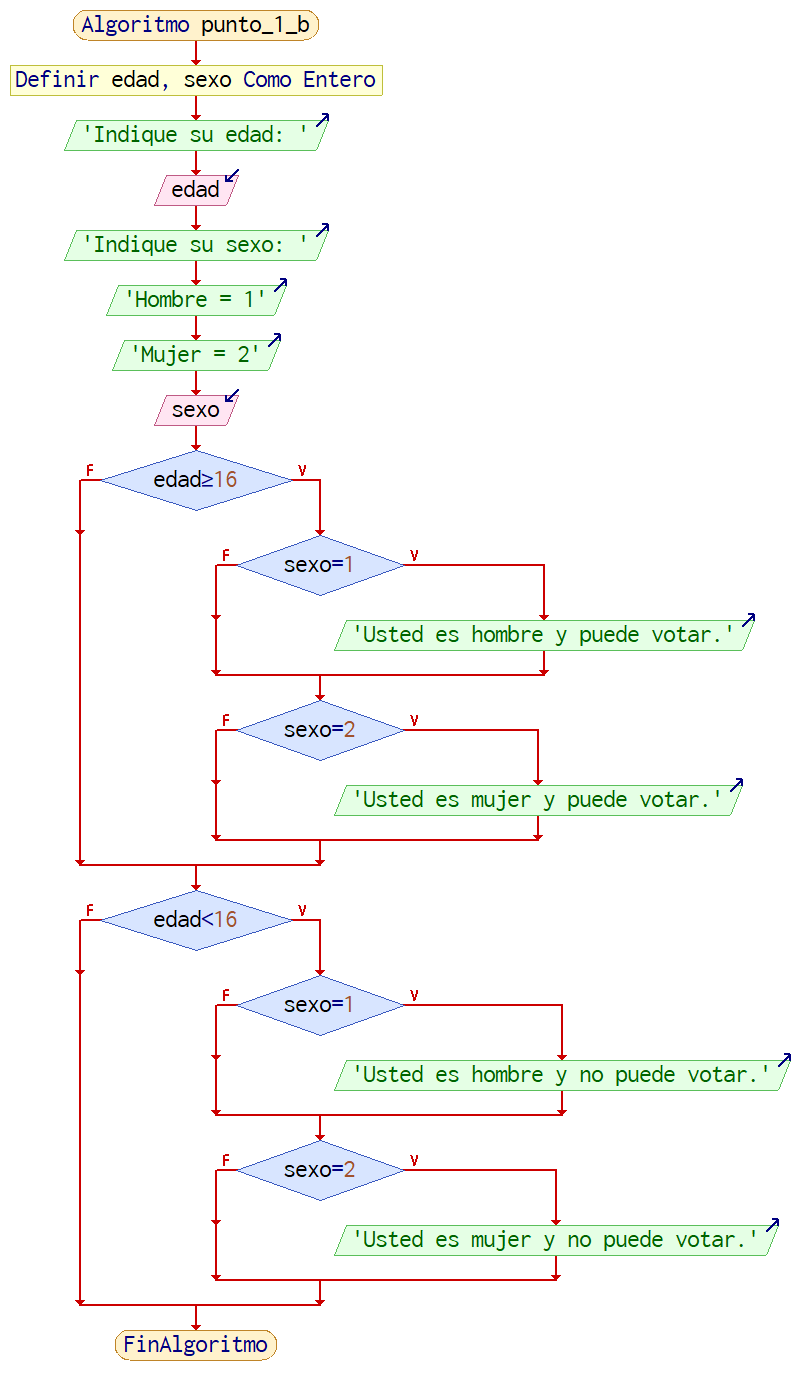 Algoritmo punto_1_b
Definir edad, sexo Como Entero
'Indique su edad: '
edad
'Indique su sexo: '
'Hombre = 1'
'Mujer = 2'
sexo
F edad≥16 V
F sexo=1 V
'Usted es hombre y puede votar.'
F sexo=2 V
'Usted es mujer y puede votar.'
F edad<16 V
F sexo=1 V
'Usted es hombre y no puede votar.'
F sexo=2 V
'Usted es mujer y no puede votar.'
FinAlgoritmo